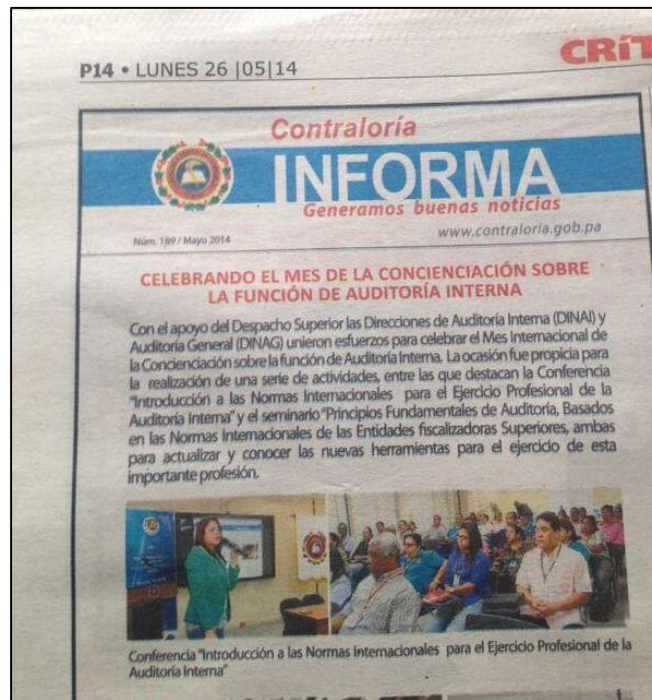 P14 • LUNES 26 |05|14
CRÍT
Contraloría
INFORMA
Generamos buenas noticias
Núm. 189 / Mayo 2014
www.contraloria.gob.pa
CELEBRANDO EL MES DE LA CONCIENCIACIÓN SOBRE
LA FUNCIÓN DE AUDITORÍA INTERNA
Con el apoyo del Despacho Superior las Direcciones de Auditoría Interna (DINAI) y
Auditoría General (DINAG) unieron esfuerzos para celebrar el Mes Internacional de
la Concienciación sobre la función de Auditoría Interna. La ocasión fue propicia para
la realización de una serie de actividades, entre las que destacan la Conferencia
"Introducción a las Normas Internacionales para el Ejercicio Profesional de la
Auditoría Interna" y el seminario "Principios Fundamentales de Auditoría, Basados
en las Normas Internacionales de las Entidades fiscalizadoras Superiores, ambas
para actualizar y conocer las nuevas herramientas para el ejercicio de esta
importante profesión.
Conferencia "Introducción a las Normas Internacionales para el Ejercicio Profesional de la
Auditoría Interna"